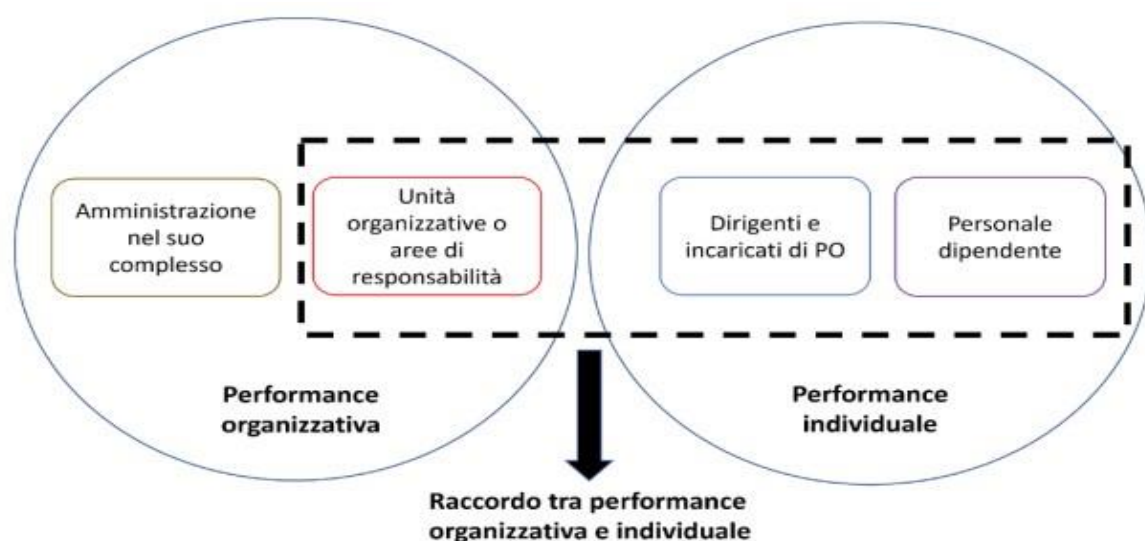 Amministrazione
nel suo
complesso
Unità
organizzative o
aree di
responsabilità
Dirigenti e
incaricati di PO
Personale
dipendente
Performance
organizzativa
Performance
individuale
Raccordo tra performance
organizzativa e individuale